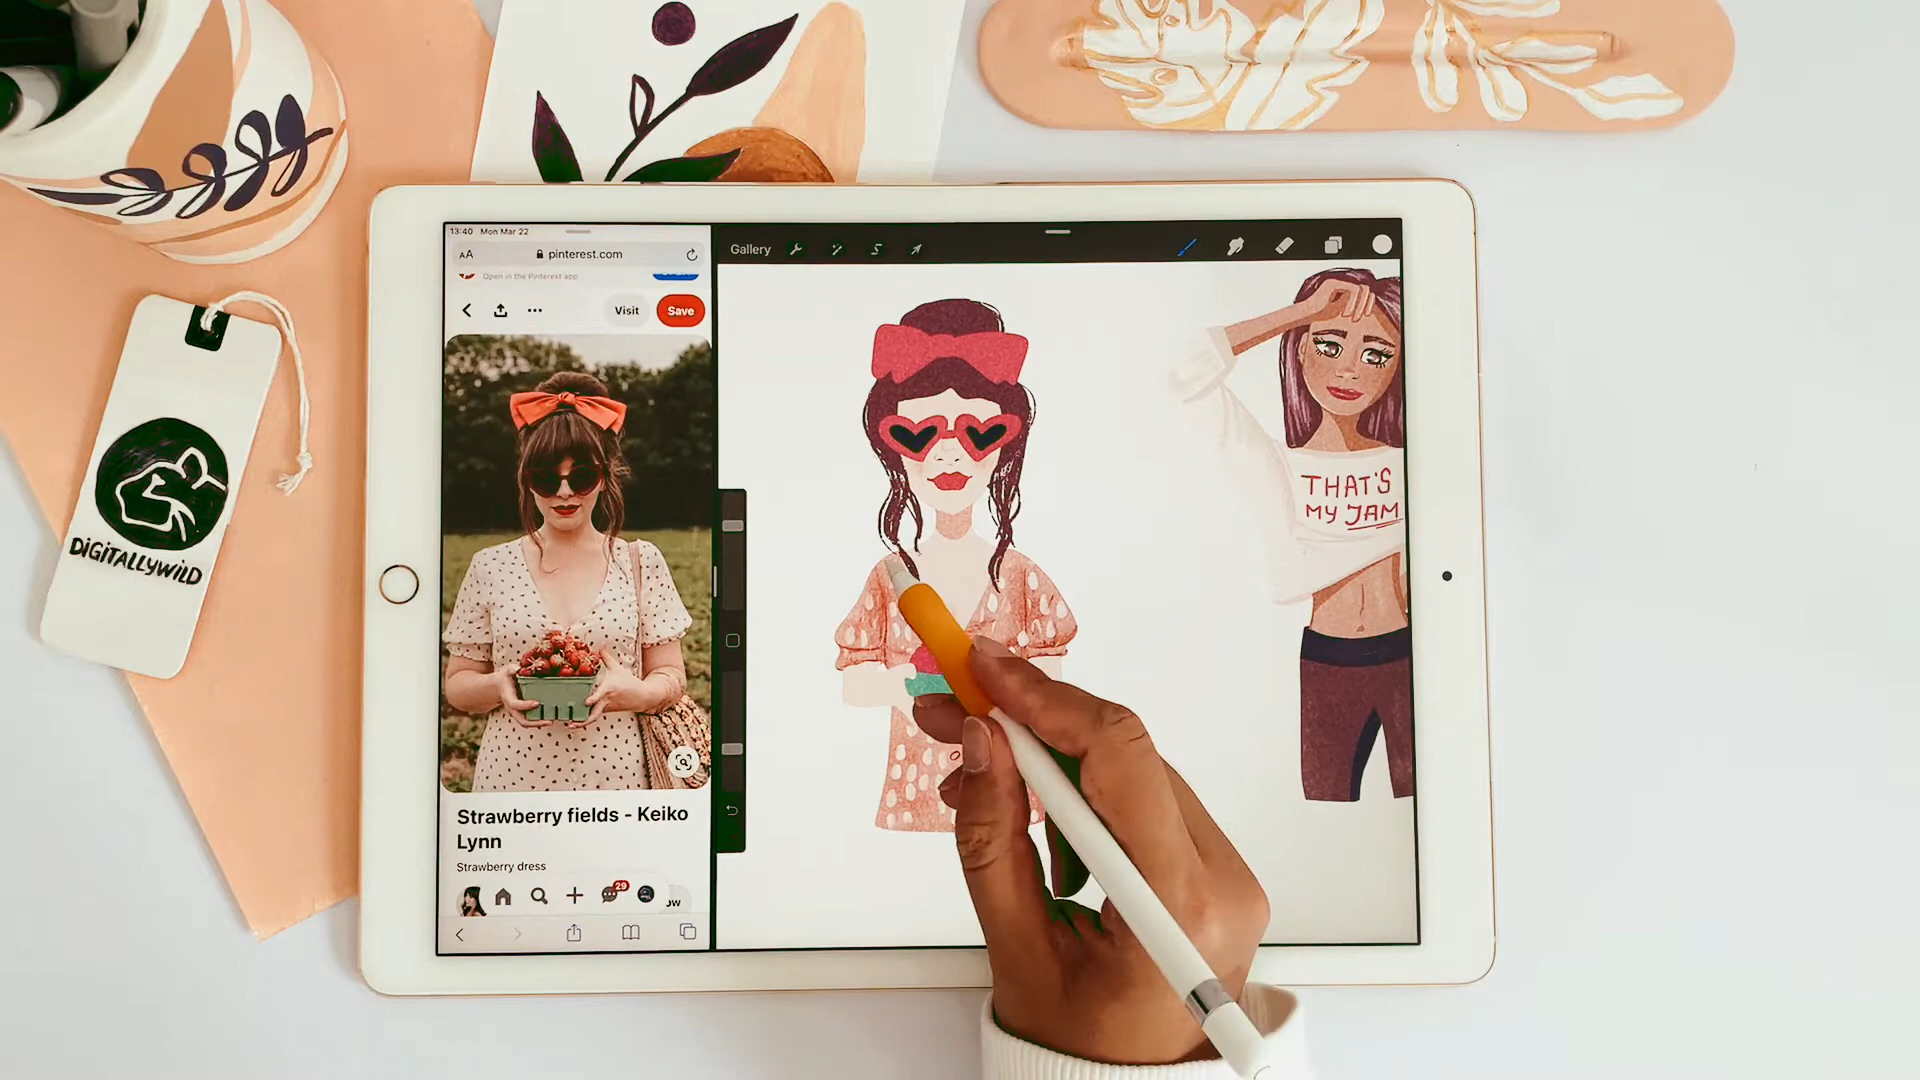 13:40 Mon Mar 22
AA pinterest.com
Open in the Pinterest app
Visit
Save
Strawberry fields - Keiko
Lynn
Strawberry dress
29
Gallery
THAT'S
MY JAM
DIGITALLYWILD